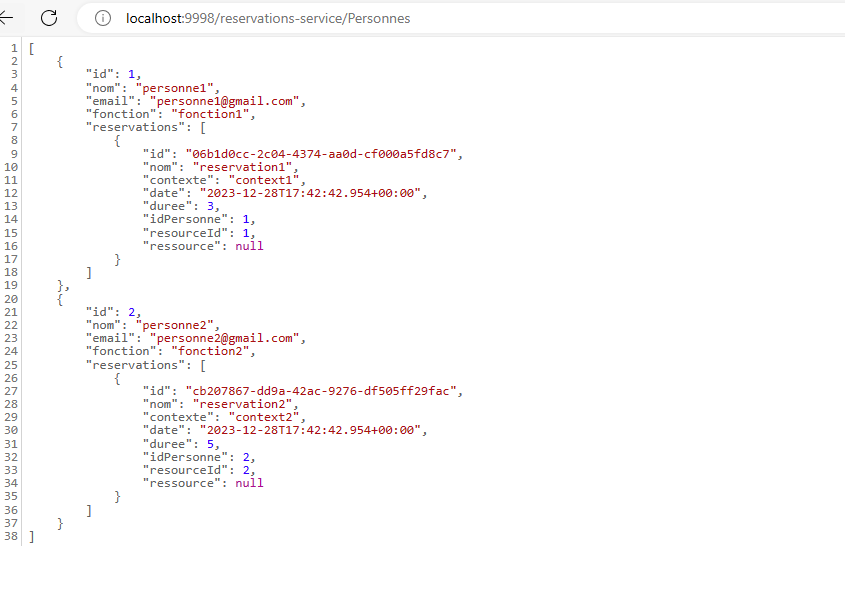 localhost:9998/reservations-service/Personnes
1 [
2     {
3         "id": 1,
4         "nom": "personne1",
5         "email": "personne1@gmail.com",
6         "fonction": "fonction1",
7         "reservations": [
8             {
9                 "id": "06b1d0cc-2c04-4374-aa0d-cf000a5fd8c7",
10                 "nom": "reservation1",
11                 "contexte": "context1",
12                 "date": "2023-12-28T17:42:42.954+00:00",
13                 "duree": 3,
14                 "idPersonne": 1,
15                 "resourceId": 1,
16                 "ressource": null
17             }
18         ]
19     },
20     {
21         "id": 2,
22         "nom": "personne2",
23         "email": "personne2@gmail.com",
24         "fonction": "fonction2",
25         "reservations": [
26             {
27                 "id": "cb207867-dd9a-42ac-9276-df505ff29fac",
28                 "nom": "reservation2",
29                 "contexte": "context2",
30                 "date": "2023-12-28T17:42:42.954+00:00",
31                 "duree": 5,
32                 "idPersonne": 2,
33                 "resourceId": 2,
34                 "ressource": null
35             }
36         ]
37     }
38 ]